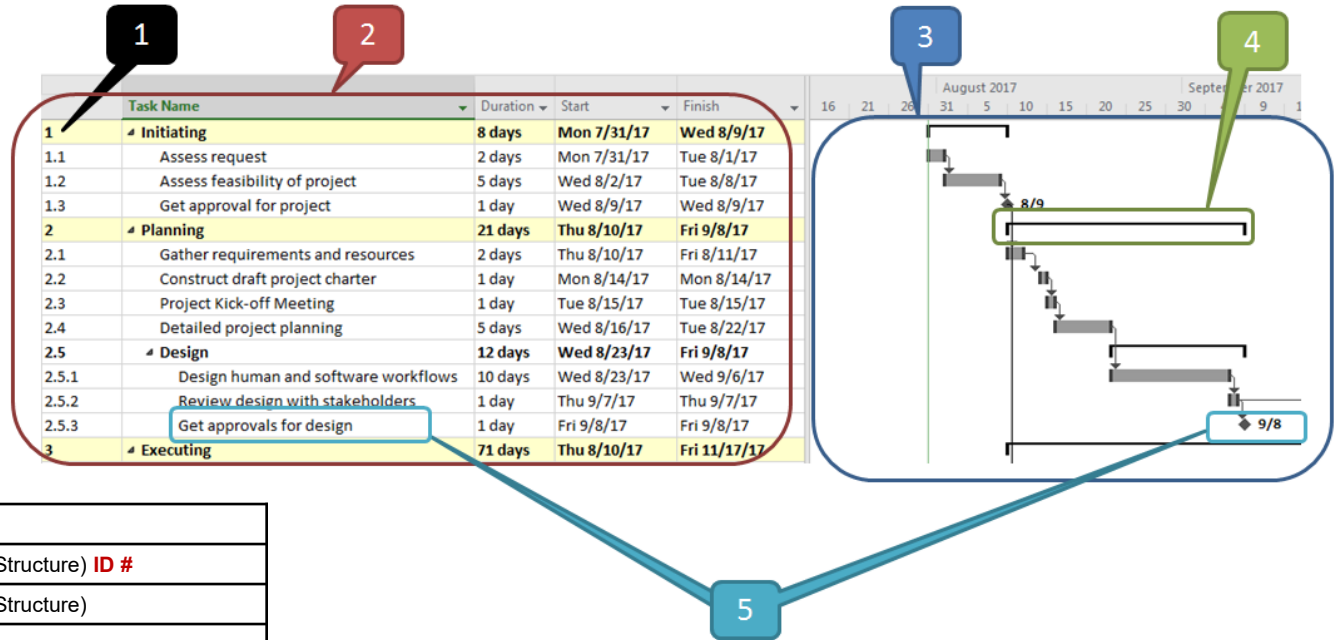 1
2
3
4
August 2017
September 2017
Task Name Duration Start Finish
16 21 26 31 5 10 15 20 25 30 4 9 1
1 Initiating 8 days Mon 7/31/17 Wed 8/9/17
1.1 Assess request 2 days Mon 7/31/17 Tue 8/1/17
1.2 Assess feasibility of project 5 days Wed 8/2/17 Tue 8/8/17
1.3 Get approval for project 1 day Wed 8/9/17 Wed 8/9/17
8/9
2 Planning 21 days Thu 8/10/17 Fri 9/8/17
2.1 Gather requirements and resources 2 days Thu 8/10/17 Fri 8/11/17
2.2 Construct draft project charter 1 day Mon 8/14/17 Mon 8/14/17
2.3 Project Kick-off Meeting 1 day Tue 8/15/17 Tue 8/15/17
2.4 Detailed project planning 5 days Wed 8/16/17 Tue 8/22/17
2.5 Design 12 days Wed 8/23/17 Fri 9/8/17
2.5.1 Design human and software workflows 10 days Wed 8/23/17 Wed 9/6/17
2.5.2 Review design with stakeholders 1 day Thu 9/7/17 Thu 9/7/17
2.5.3 Get approvals for design 1 day Fri 9/8/17 Fri 9/8/17
9/8
3 Executing 71 days Thu 8/10/17 Fri 11/17/17
Structure) ID #
Structure)
5